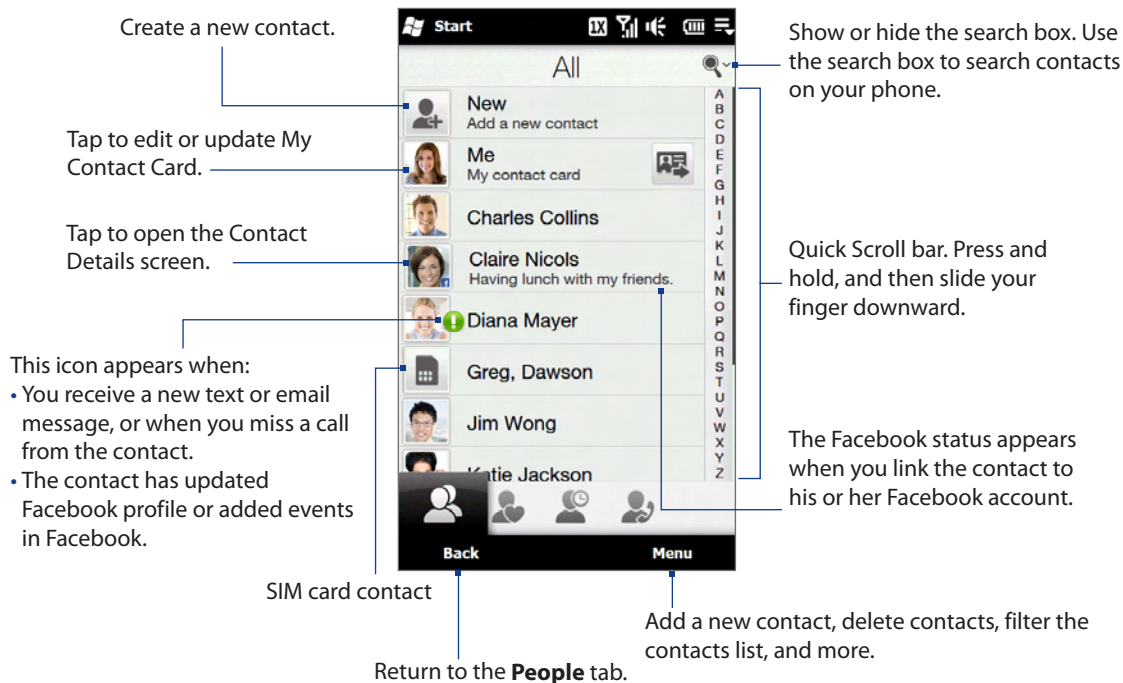 Create a new contact.
Tap to edit or update My
Contact Card.
Tap to open the Contact
Details screen.
This icon appears when:
• You receive a new text or email
message, or when you miss a call
from the contact.
• The contact has updated
Facebook profile or added events
in Facebook.
SIM card contact
Return to the People tab.
Start
1X
All
New
Add a new contact
Me
My contact card
Charles Collins
Claire Nicols
Having lunch with my friends.
Diana Mayer
Greg, Dawson
Jim Wong
Katie Jackson
A
B
C
D
E
F
G
H
I
J
K
L
M
N
O
P
Q
R
S
T
U
V
W
X
Y
Z
Back
Menu
Show or hide the search box. Use
the search box to search contacts
on your phone.
Quick Scroll bar. Press and
hold, and then slide your
finger downward.
The Facebook status appears
when you link the contact to
his or her Facebook account.
Add a new contact, delete contacts, filter the
contacts list, and more.